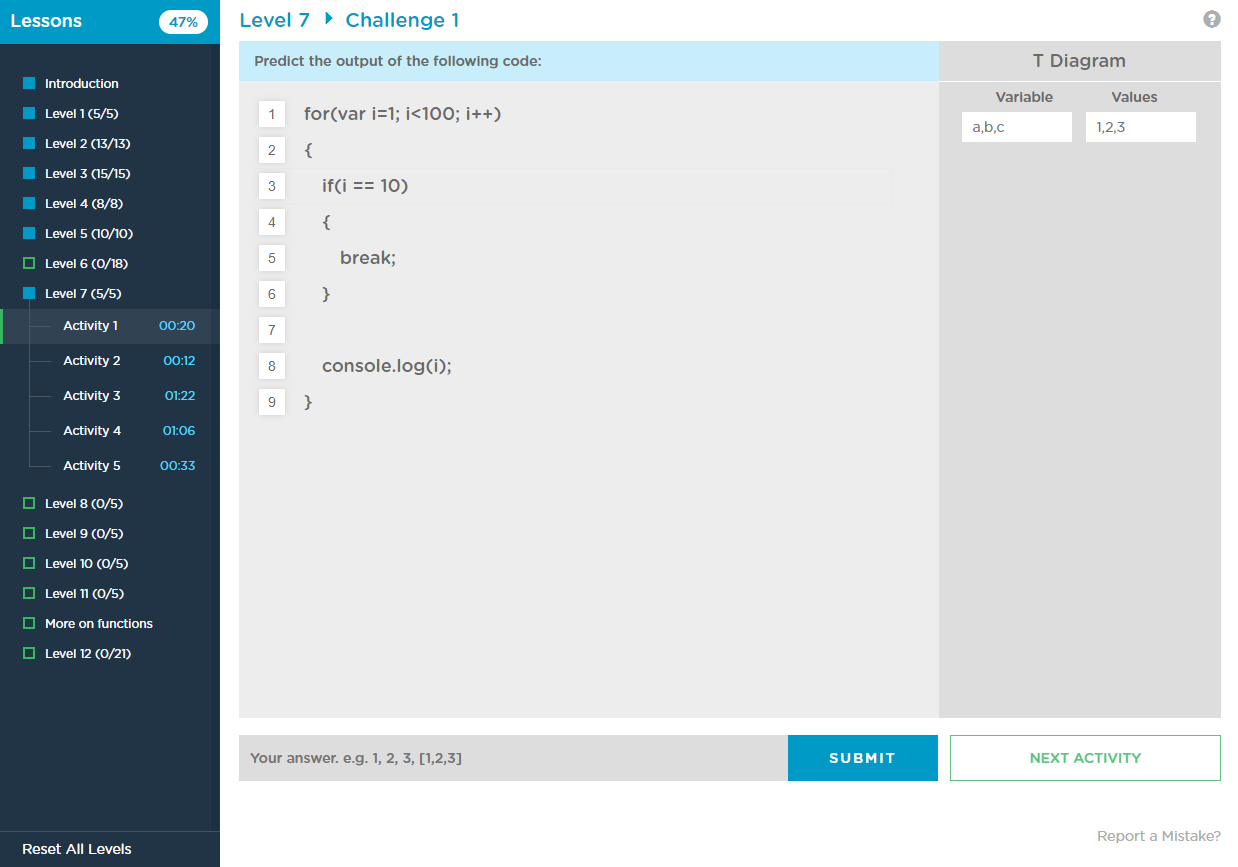 Lessons 47%
Introduction
Level 1 (5/5)
Level 2 (13/13)
Level 3 (15/15)
Level 4 (8/8)
Level 5 (10/10)
Level 6 (0/18)
Level 7 (5/5)
Activity 1 00:20
Activity 2 00:12
Activity 3 01:22
Activity 4 01:06
Activity 5 00:33
Level 8 (0/5)
Level 9 (0/5)
Level 10 (0/5)
Level 11 (0/5)
More on functions
Level 12 (0/21)
Reset All Levels
Level 7 Challenge 1 ?
Predict the output of the following code:
1 for(var i=1; i<100; i++)
2 {
3 if(i == 10)
4 {
5 break;
6 }
7
8 console.log(i);
9 }
T Diagram
Variable Values
a,b,c 1,2,3
Your answer. e.g. 1, 2, 3, [1,2,3] SUBMIT NEXT ACTIVITY
Report a Mistake?